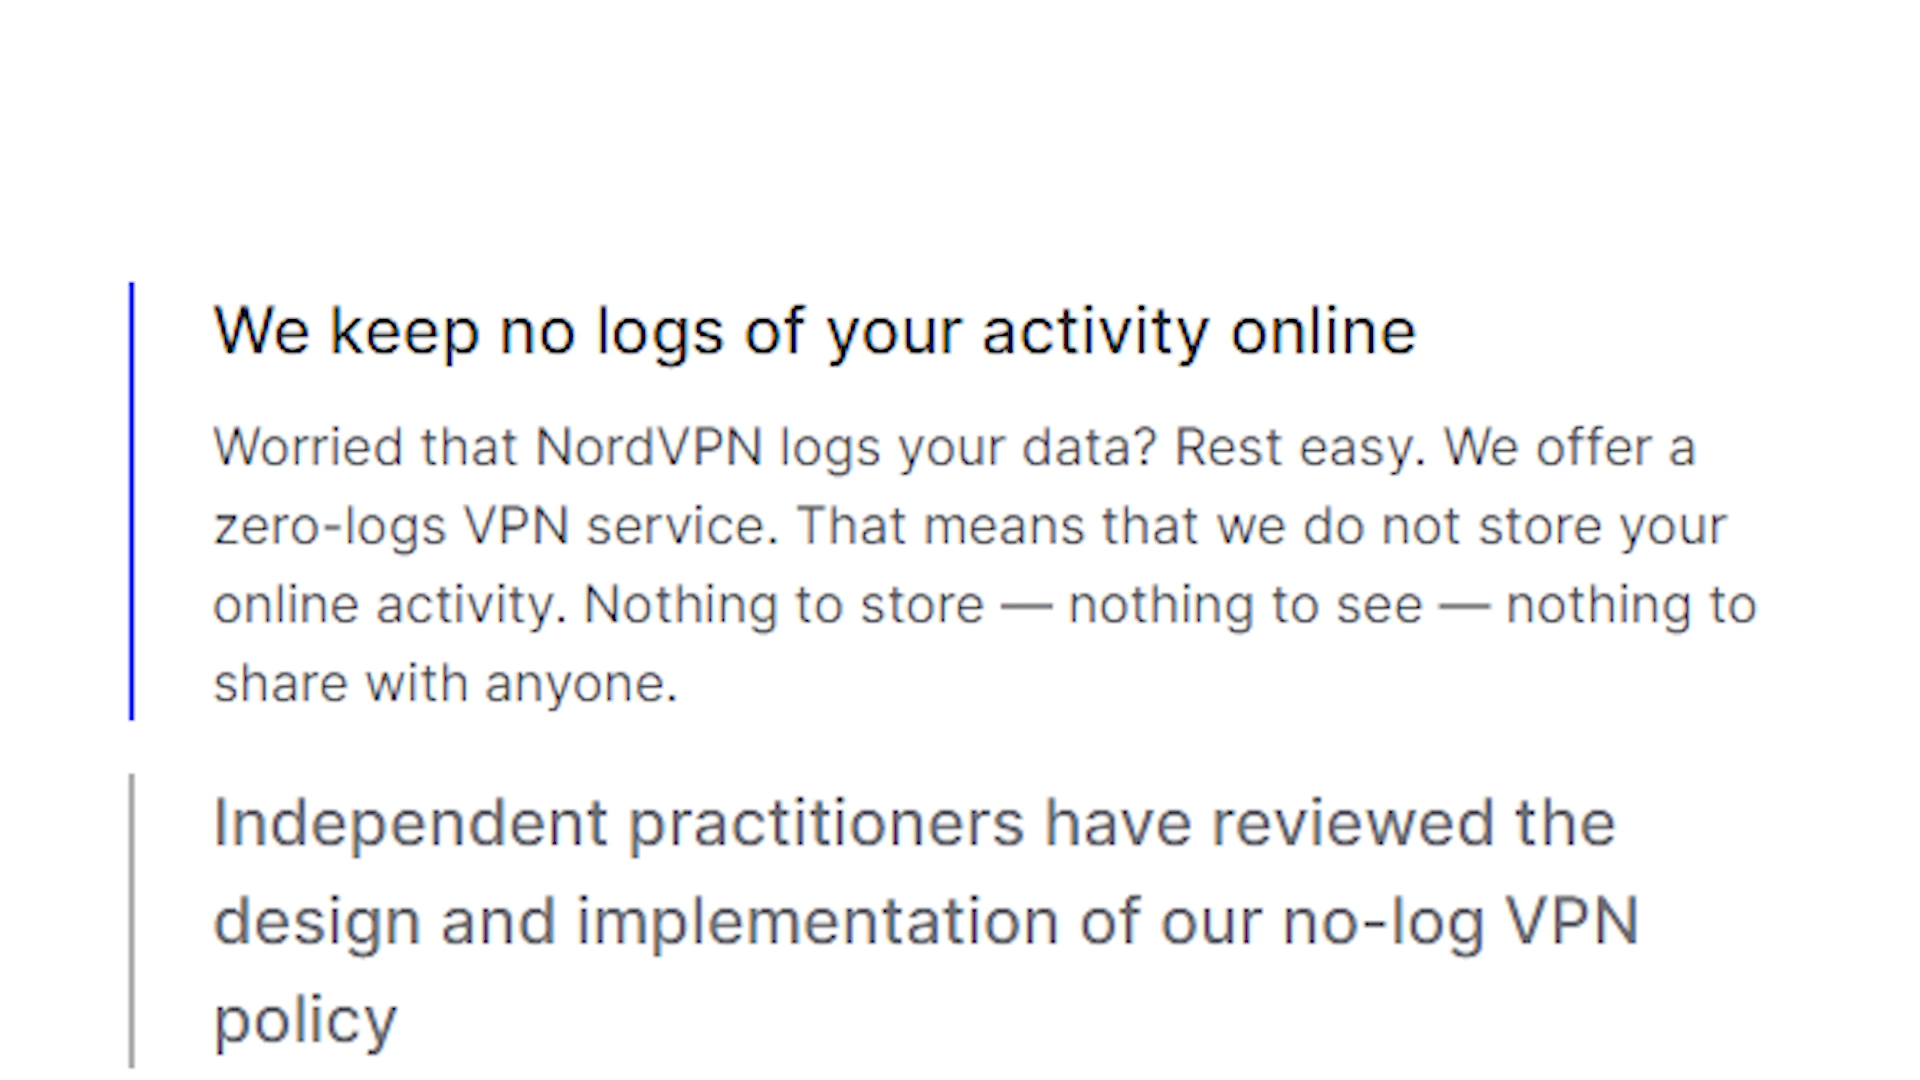 We keep no logs of your activity online
Worried that NordVPN logs your data? Rest easy. We offer a
zero-logs VPN service. That means that we do not store your
online activity. Nothing to store — nothing to see — nothing to
share with anyone.
Independent practitioners have reviewed the
design and implementation of our no-log VPN
policy